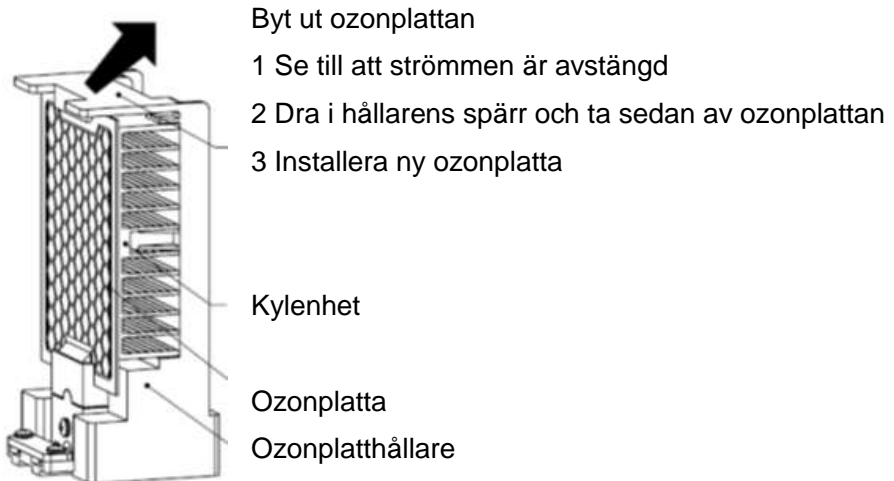 Byt ut ozonplattan
1 Se till att strömmen är avstängd
2 Dra i hållarens spärr och ta sedan av ozonplattan
3 Installera ny ozonplatta
Kylenhet
Ozonplatta
Ozonplatthållare